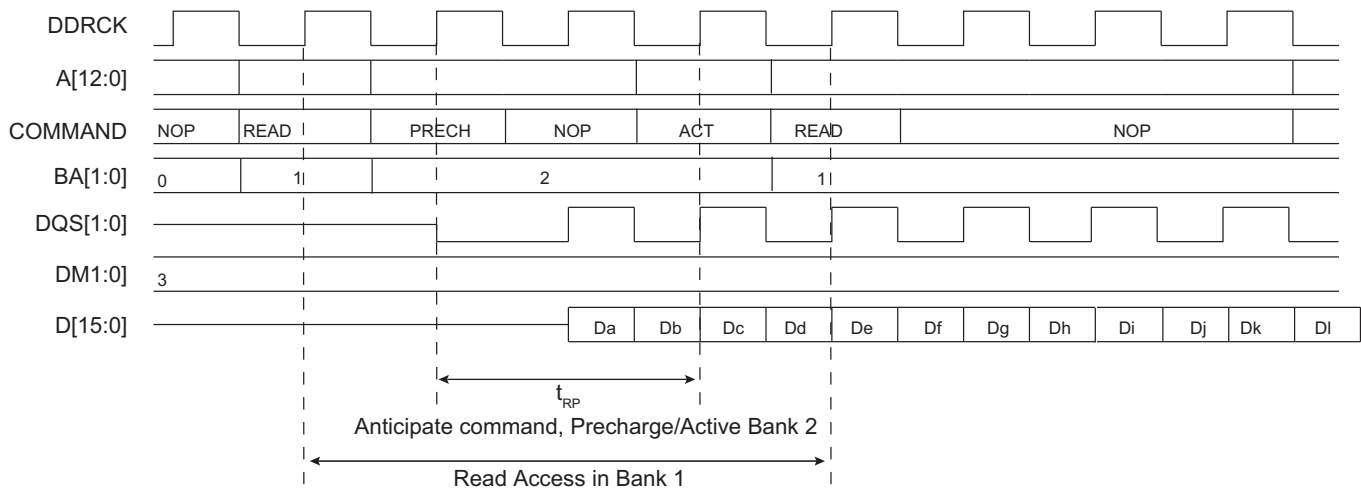 DDRCK
A[12:0]
COMMAND NOP READ PRECH NOP ACT READ NOP
BA[1:0] 0 1 2 1
DQS[1:0]
DM1:0] 3
D[15:0] Da Db Dc Dd De Df Dg Dh Di Dj Dk Dl
tRP
Anticipate command, Precharge/Active Bank 2
Read Access in Bank 1